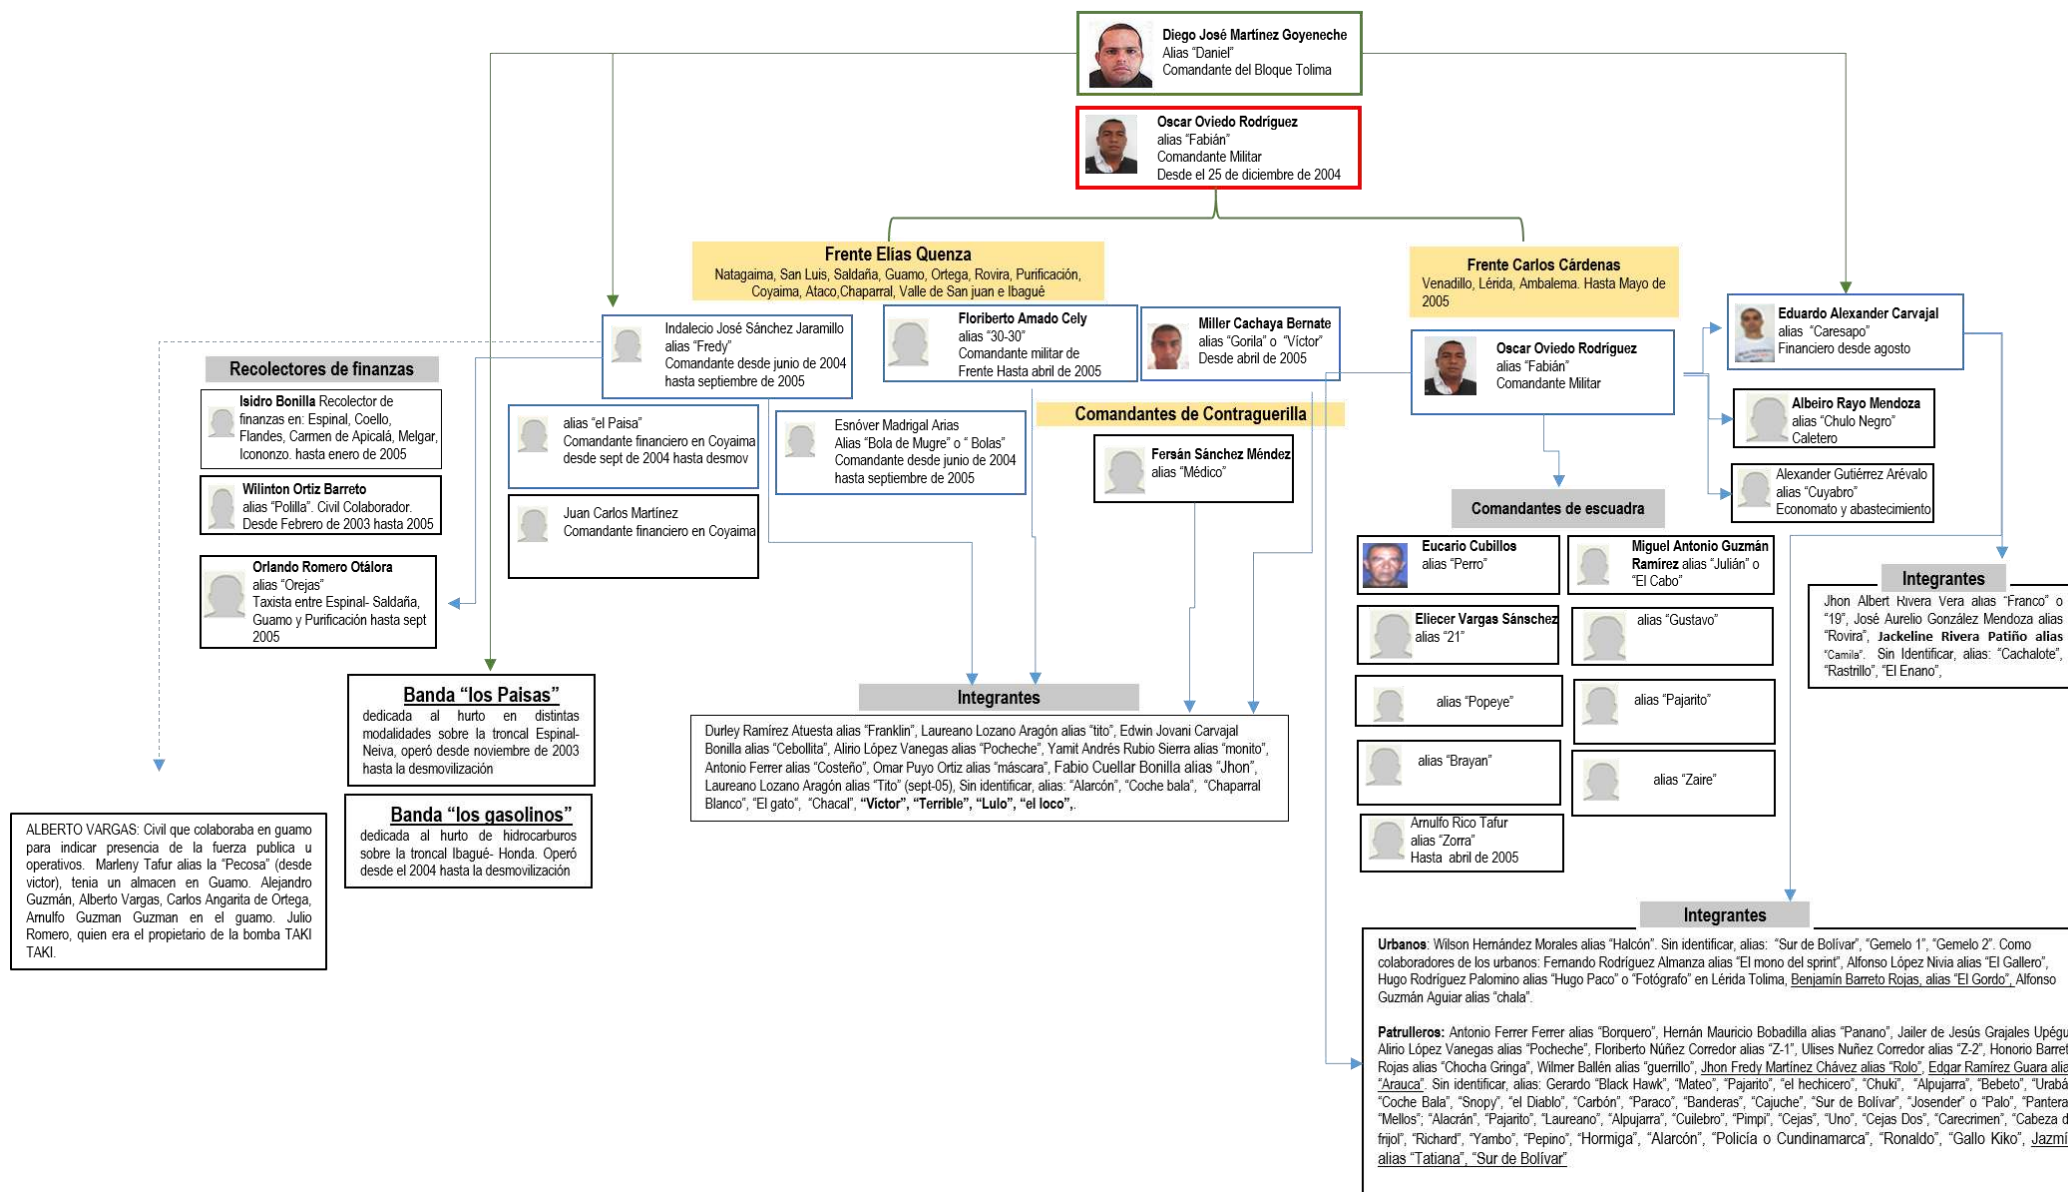 Diego José Martínez Goyeneche
Alias “Daniel”
Comandante del Bloque Tolima
Oscar Oviedo Rodríguez
alias “Fabián”
Comandante Militar
Desde el 25 de diciembre de 2004
Frente Elías Quenza
Natagaima, San Luis, Saldaña, Guamo, Ortega, Rovira, Purificación,
Coyaima, Ataco,Chaparral, Valle de San juan e Ibagué
Frente Carlos Cárdenas
Venadillo, Lérida, Ambalema. Hasta Mayo de
2005
Indalecio José Sánchez Jaramillo
alias “Fredy”
Comandante desde junio de 2004
hasta septiembre de 2005
Floriberto Amado Cely
alias “30-30”
Comandante militar de
Frente Hasta abril de 2005
Miller Cachaya Bernate
alias “Gorila” o “Víctor”
Desde abril de 2005
Oscar Oviedo Rodríguez
alias “Fabián”
Comandante Militar
Eduardo Alexander Carvajal
alias “Caresapo”
Financiero desde agosto
Albeiro Rayo Mendoza
alias “Chulo Negro”
Caletero
Alexander Gutiérrez Arévalo
alias “Cuyabro”
Economato y abastecimiento
Recolectores de finanzas
Isidro Bonilla Recolector de
finanzas en: Espinal, Coello,
Flandes, Carmen de Apicalá, Melgar,
Icononzo. hasta enero de 2005
Wilinton Ortiz Barreto
alias “Polilla”. Civil Colaborador.
Desde Febrero de 2003 hasta 2005
Orlando Romero Otálora
alias “Orejas”
Taxista entre Espinal- Saldaña,
Guamo y Purificación hasta sept
2005
alias “el Paisa”
Comandante financiero en Coyaima
desde sept de 2004 hasta desmov
Juan Carlos Martínez
Comandante financiero en Coyaima
Esnóver Madrigal Arias
Alias “Bola de Mugre” o “ Bolas”
Comandante desde junio de 2004
hasta septiembre de 2005
Comandantes de Contraguerilla
Fersán Sánchez Méndez
alias “Médico”
Comandantes de escuadra
Eucario Cubillos
alias “Perro”
Miguel Antonio Guzmán
Ramírez alias “Julián” o
“El Cabo”
Eliecer Vargas Sánschez
alias “21”
alias “Gustavo”
alias “Popeye”
alias “Pajarito”
alias “Brayan”
alias “Zaire”
Arnulfo Rico Tafur
alias “Zorra”
Hasta abril de 2005
Integrantes
Jhon Albert Rivera Vera alias “Franco” o
“19”, José Aurelio González Mendoza alias
“Rovira”, Jackeline Rivera Patiño alias
“Camila”. Sin Identificar, alias: “Cachalote”,
“Rastrillo”, “El Enano”,
Banda “los Paisas”
dedicada al hurto en distintas
modalidades sobre la troncal Espinal-
Neiva, operó desde noviembre de 2003
hasta la desmovilización
Banda “los gasolinos”
dedicada al hurto de hidrocarburos
sobre la troncal Ibagué- Honda. Operó
desde el 2004 hasta la desmovilización
ALBERTO VARGAS: Civil que colaboraba en guamo
para indicar presencia de la fuerza publica u
operativos. Marleny Tafur alias la “Pecosa” (desde
victor), tenia un almacen en Guamo. Alejandro
Guzmán, Alberto Vargas, Carlos Angarita de Ortega,
Arnulfo Guzman Guzman en el guamo. Julio
Romero, quien era el propietario de la bomba TAKI
TAKI.
Integrantes
Durley Ramírez Atuesta alias “Franklin”, Laureano Lozano Aragón alias “tito”, Edwin Jovani Carvajal
Bonilla alias “Cebollita”, Alirio López Vanegas alias “Pocheche”, Yamit Andrés Rubio Sierra alias “monito”,
Antonio Ferrer alias “Costeño”, Omar Puyo Ortiz alias “máscara”, Fabio Cuellar Bonilla alias “Jhon”,
Laureano Lozano Aragón alias “Tito” (sept-05), Sin identificar, alias: “Alarcón”, “Coche bala”, “Chaparral
Blanco”, “El gato”, “Chacal”, “Víctor”, “Terrible”, “Lulo”, “el loco”,.
Integrantes
Urbanos: Wilson Hernández Morales alias “Halcón”. Sin identificar, alias: “Sur de Bolívar”, “Gemelo 1”, “Gemelo 2”. Como
colaboradores de los urbanos: Fernando Rodríguez Almanza alias “El mono del sprint”, Alfonso López Nivia alias “El Gallero”,
Hugo Rodríguez Palomino alias “Hugo Paco” o “Fotógrafo” en Lérida Tolima, Benjamín Barreto Rojas, alias “El Gordo”, Alfonso
Guzmán Aguiar alias “chala”.
Patrulleros: Antonio Ferrer Ferrer alias “Borquero”, Hernán Mauricio Bobadilla alias “Panano”, Jailer de Jesús Grajales Upégu
Alirio López Vanegas alias “Pocheche”, Floriberto Núñez Corredor alias “Z-1”, Ulises Nuñez Corredor alias “Z-2”, Honorio Barret
Rojas alias “Chocha Gringa”, Wilmer Ballén alias “guerrillo”, Jhon Fredy Martínez Chávez alias “Rolo”, Edgar Ramírez Guara alia
“Arauca”. Sin identificar, alias: Gerardo “Black Hawk”, “Mateo”, “Pajarito”, “el hechicero”, “Chuki”, “Alpujarra”, “Bebeto”, “Urabá
“Coche Bala”, “Snopy”, “el Diablo”, “Carbón”, “Paraco”, “Banderas”, “Cajuche”, “Sur de Bolívar”, “Josender” o “Palo”, “Pantera
“Mellos”; “Alacrán”, “Pajarito”, “Laureano”, “Alpujarra”, “Cuilebro”, “Pimpi”, “Cejas”, “Uno”, “Cejas Dos”, “Carecrimen”, “Cabeza d
frijol”, “Richard”, “Yambo”, “Pepino”, “Hormiga”, “Alarcón”, “Policía o Cundinamarca”, “Ronaldo”, “Gallo Kiko”, Jazmí
alias “Tatiana”, “Sur de Bolívar”